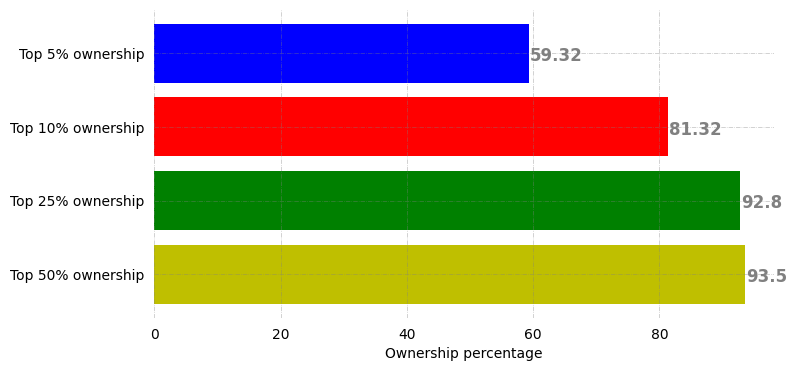 Top 5% ownership 59.32
Top 10% ownership 81.32
Top 25% ownership 92.8
Top 50% ownership 93.5
0 20 40 60 80
Ownership percentage